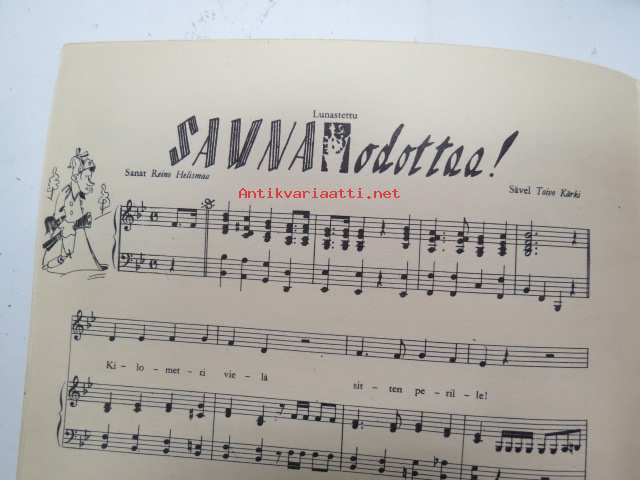 Lunastettu
SAUNA odottaa!
Antikvariaatti.net
Sanat Reino Helismaa
Sävel Toivo Kärki
Ki - lo - met - ri vie - lä sit - ten pe - ril - le!